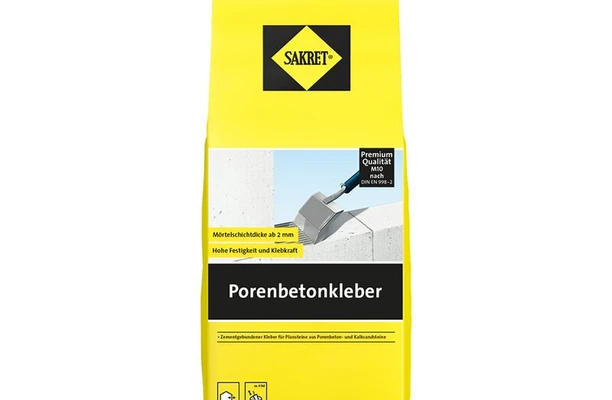 SAKRET®
Premium
Qualität
M10
nach
DIN EN 998-2
Mörtelschichtdicke ab 2 mm
Hohe Festigkeit und Klebkraft
Porenbetonkleber
• Zementgebundener Kleber für Plansteine aus Porenbeton- und Kalksandsteine